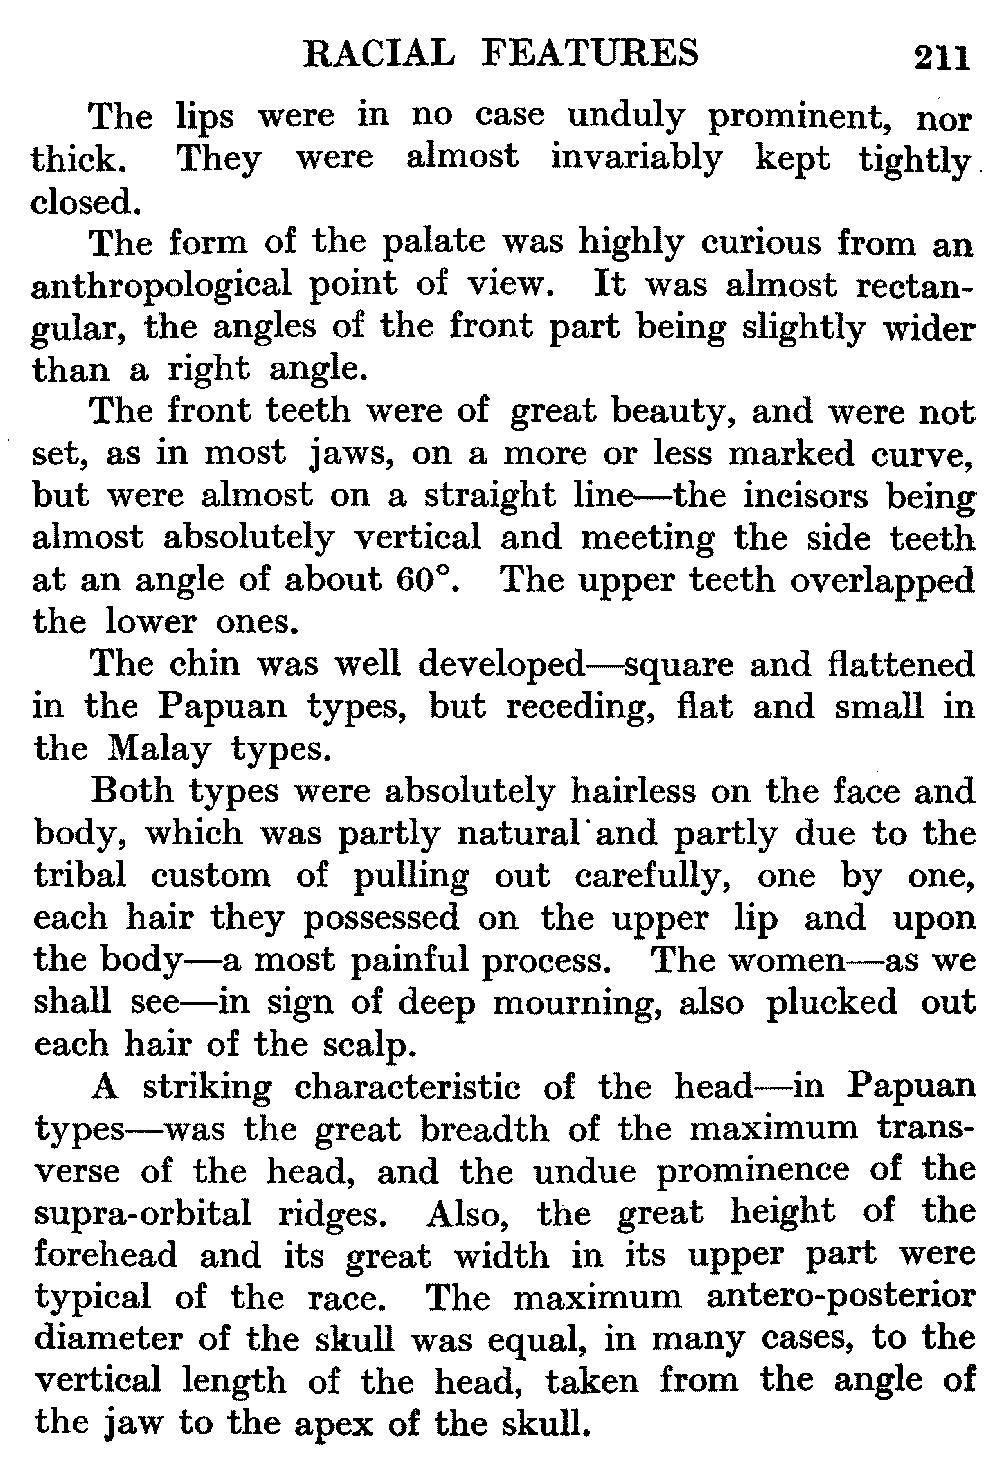 RACIAL FEATURES 211
The lips were in no case unduly prominent, nor
thick. They were almost invariably kept tightly
closed.
The form of the palate was highly curious from an
anthropological point of view. It was almost rectan-
gular, the angles of the front part being slightly wider
than a right angle.
The front teeth were of great beauty, and were not
set, as in most jaws, on a more or less marked curve,
but were almost on a straight line—the incisors being
almost absolutely vertical and meeting the side teeth
at an angle of about 60°. The upper teeth overlapped
the lower ones.
The chin was well developed—square and flattened
in the Papuan types, but receding, flat and small in
the Malay types.
Both types were absolutely hairless on the face and
body, which was partly natural and partly due to the
tribal custom of pulling out carefully, one by one,
each hair they possessed on the upper lip and upon
the body—a most painful process. The women—as we
shall see—in sign of deep mourning, also plucked out
each hair of the scalp.
A striking characteristic of the head—in Papuan
types—was the great breadth of the maximum trans-
verse of the head, and the undue prominence of the
supra-orbital ridges. Also, the great height of the
forehead and its great width in its upper part were
typical of the race. The maximum antero-posterior
diameter of the skull was equal, in many cases, to the
vertical length of the head, taken from the angle of
the jaw to the apex of the skull.